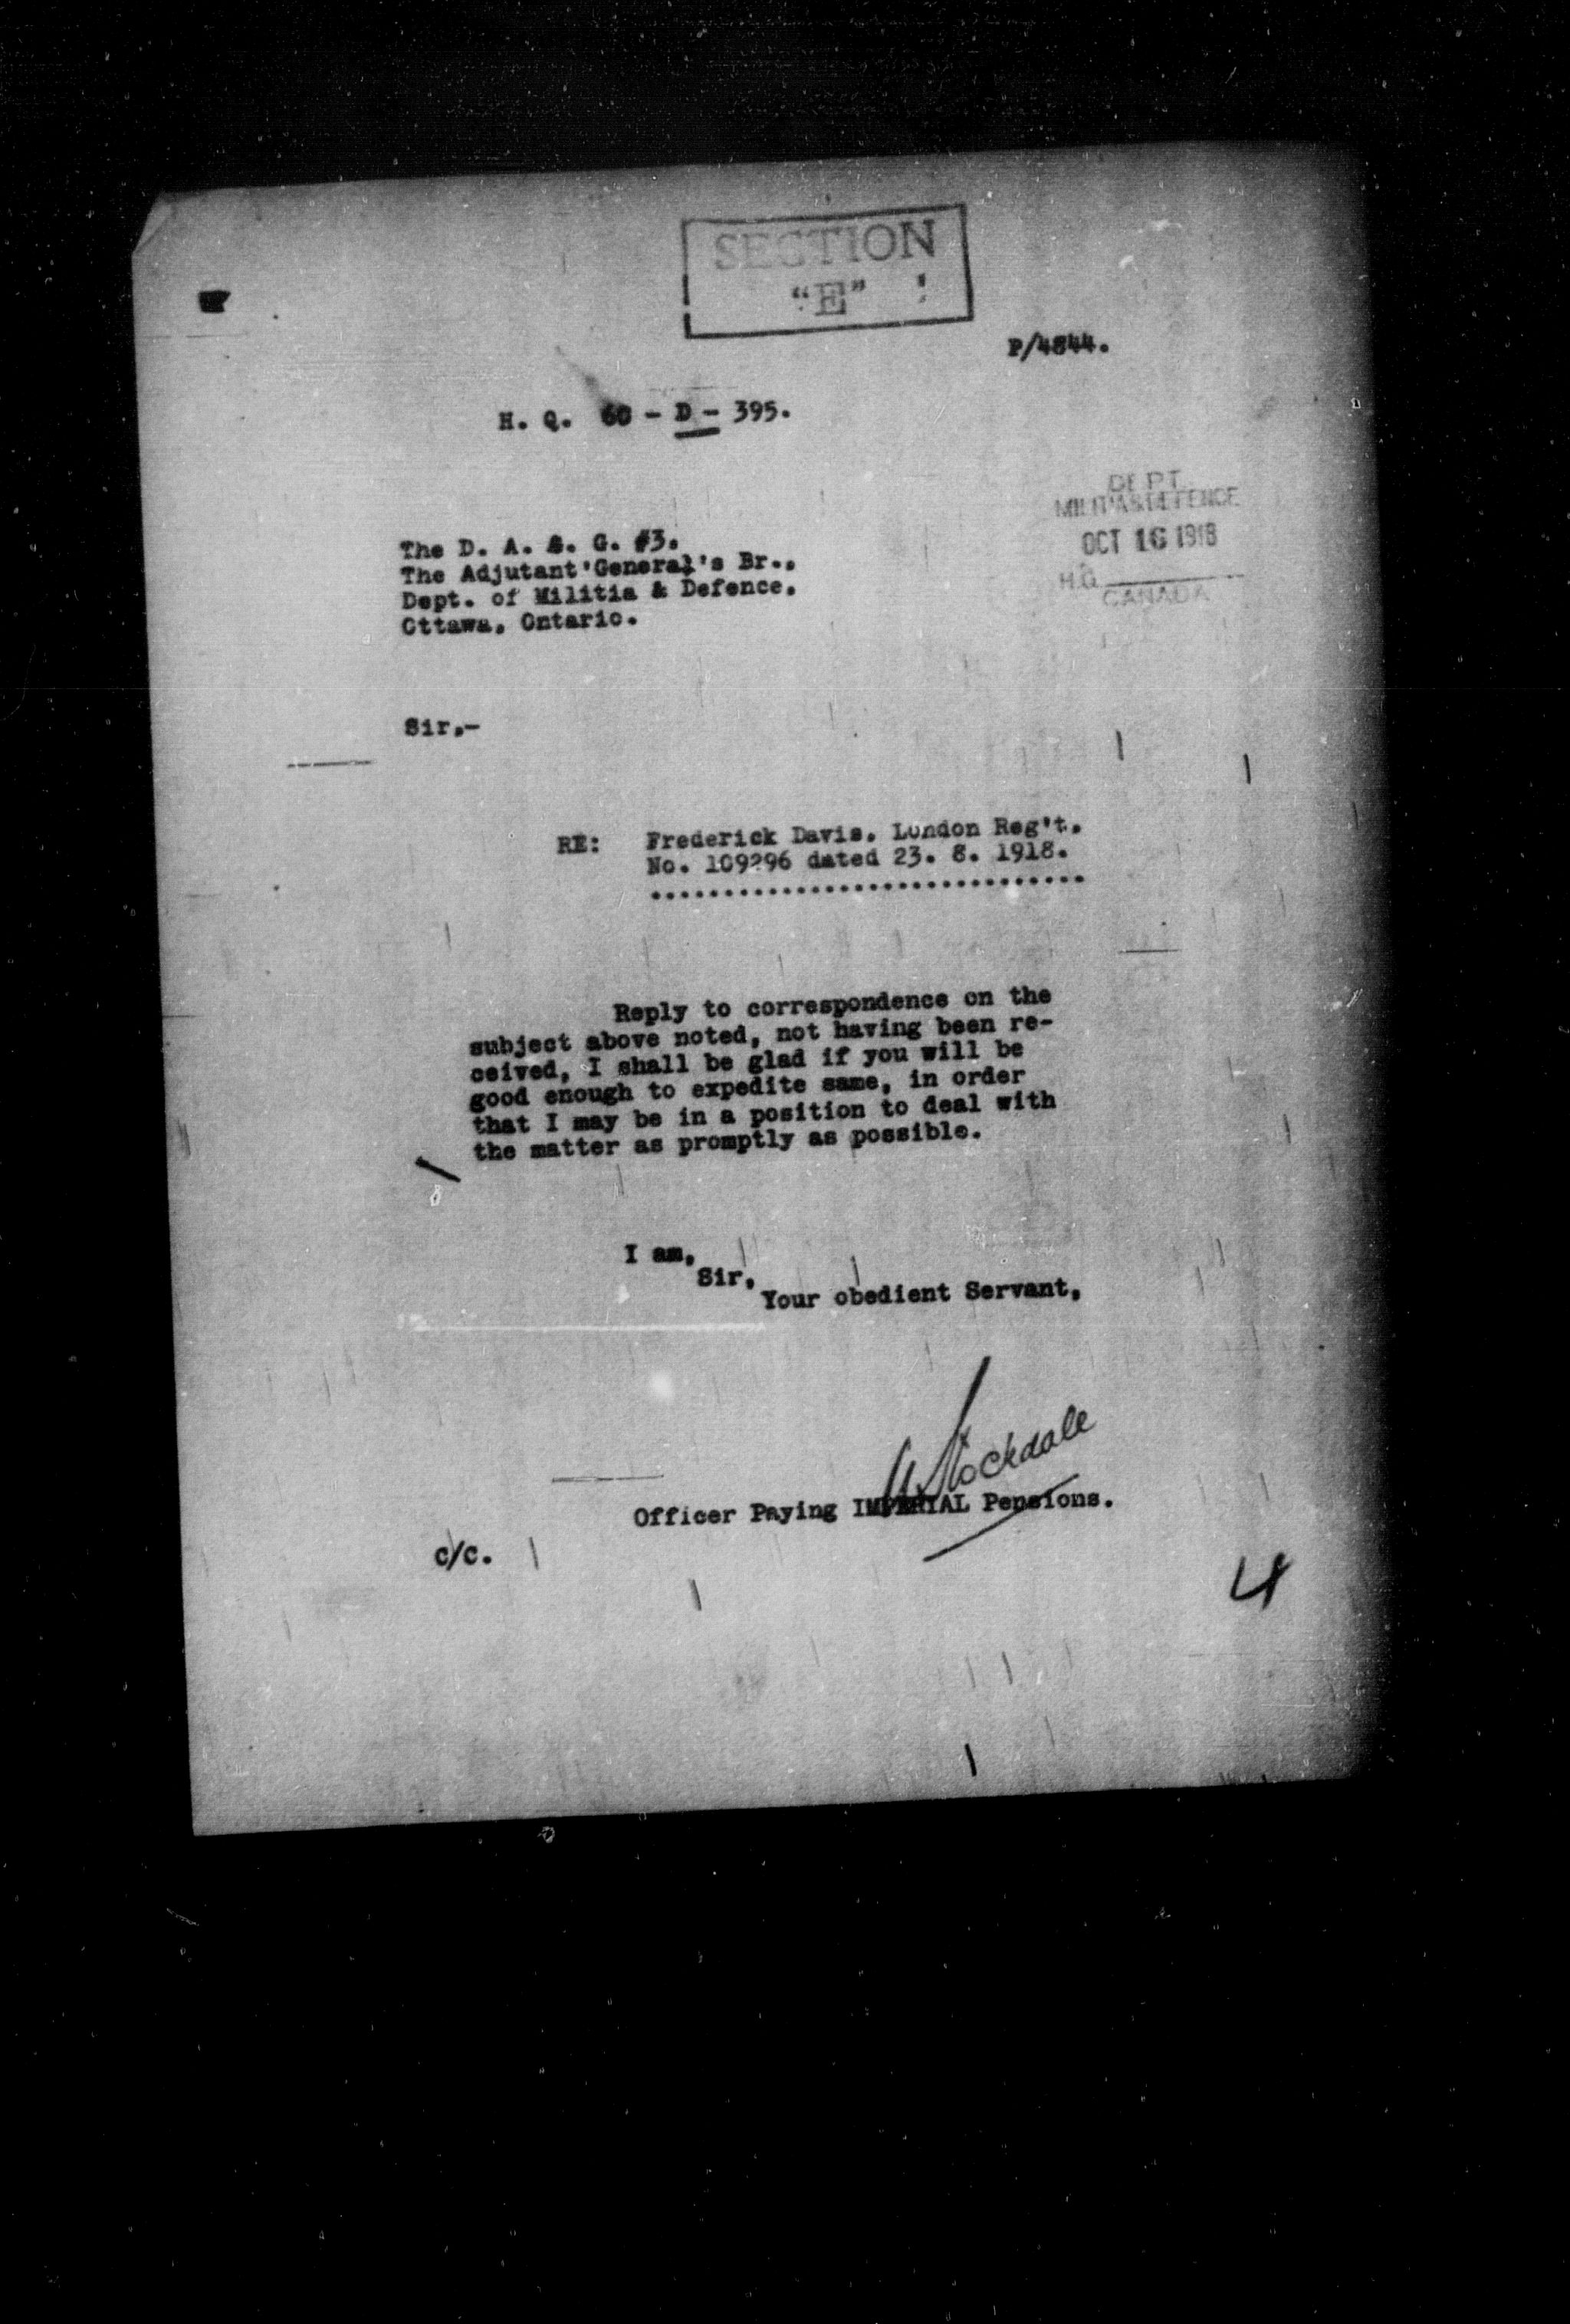 SECTION
"E"
P/4844.
H. Q. 60 - D - 395.
DEPT.
MILITIA & DEFENCE
OCT 16 1918
H.Q.
CANADA
The D. A. A. G. #3.
The Adjutant'General's Br.,
Dept. of Militia & Defence,
Ottawa, Ontario.
Sir,-
RE: Frederick Davis. London Reg't.
No. 109296 dated 23. 8. 1918.
..............................
Reply to correspondence on the
subject above noted, not having been re-
ceived, I shall be glad if you will be
good enough to expedite same, in order
that I may be in a position to deal with
the matter as promptly as possible.
I am,
Sir,
Your obedient Servant,
Stockdale
Officer Paying IMPERIAL Pensions.
c/c.
4